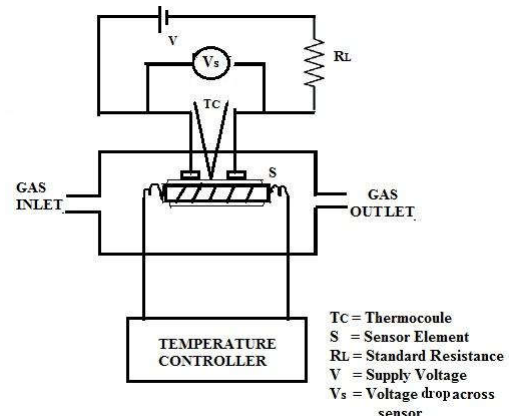 V
Vs
RL
TC
S
GAS
INLET
GAS
OUTLET
TEMPERATURE
CONTROLLER
TC = Thermocoule
S = Sensor Element
RL = Standard Resistance
V = Supply Voltage
Vs = Voltage drop across
sensor